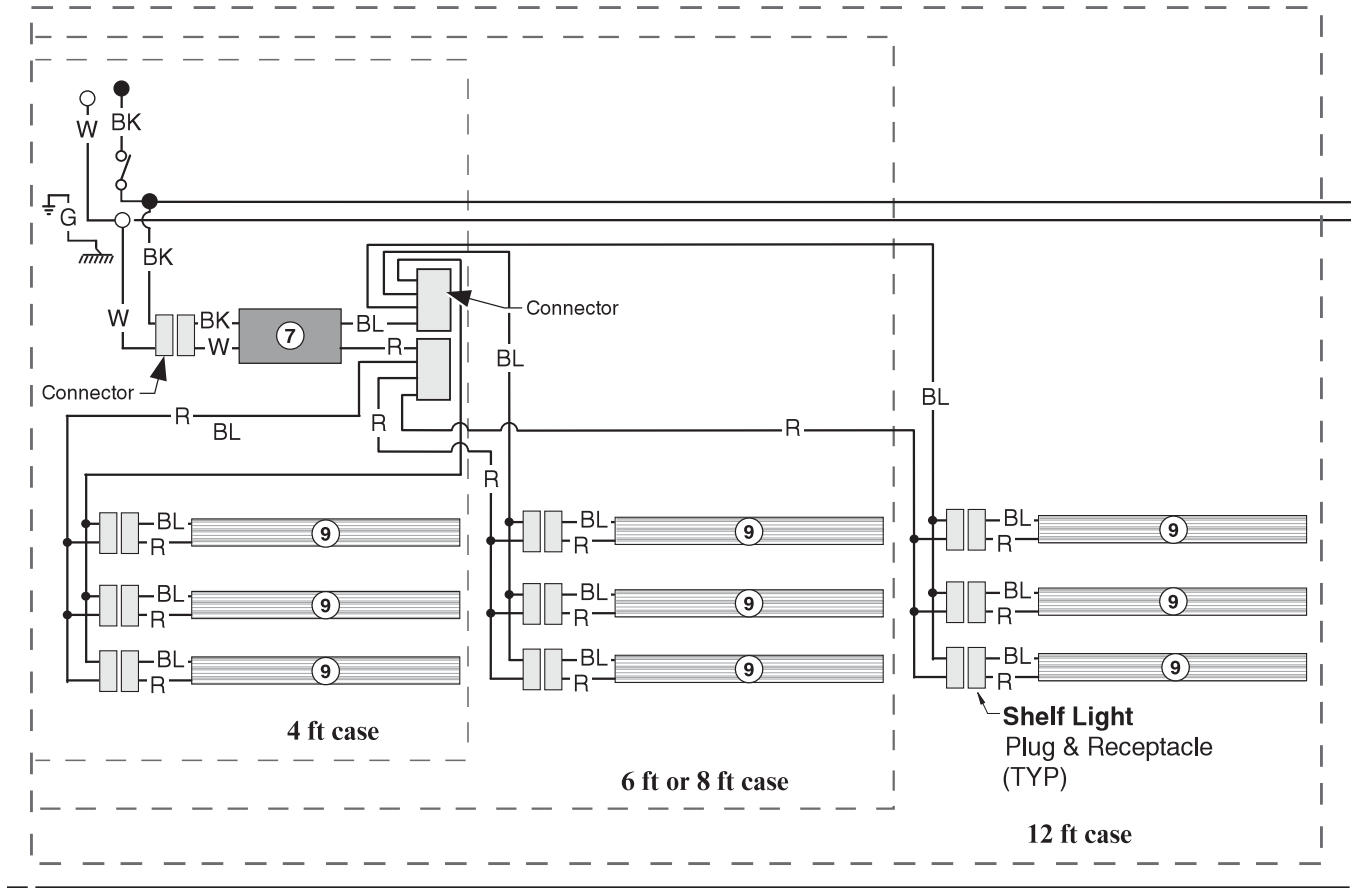 W
BK
G
BK
W
BK
W
7
BL
R
Connector
BL
Connector
R
BL
R
R
R
BL
BL
R
9
BL
R
9
BL
R
9
BL
R
9
BL
R
9
BL
R
9
BL
R
9
BL
R
9
BL
R
9
4 ft case
6 ft or 8 ft case
Shelf Light
Plug & Receptacle
(TYP)
12 ft case